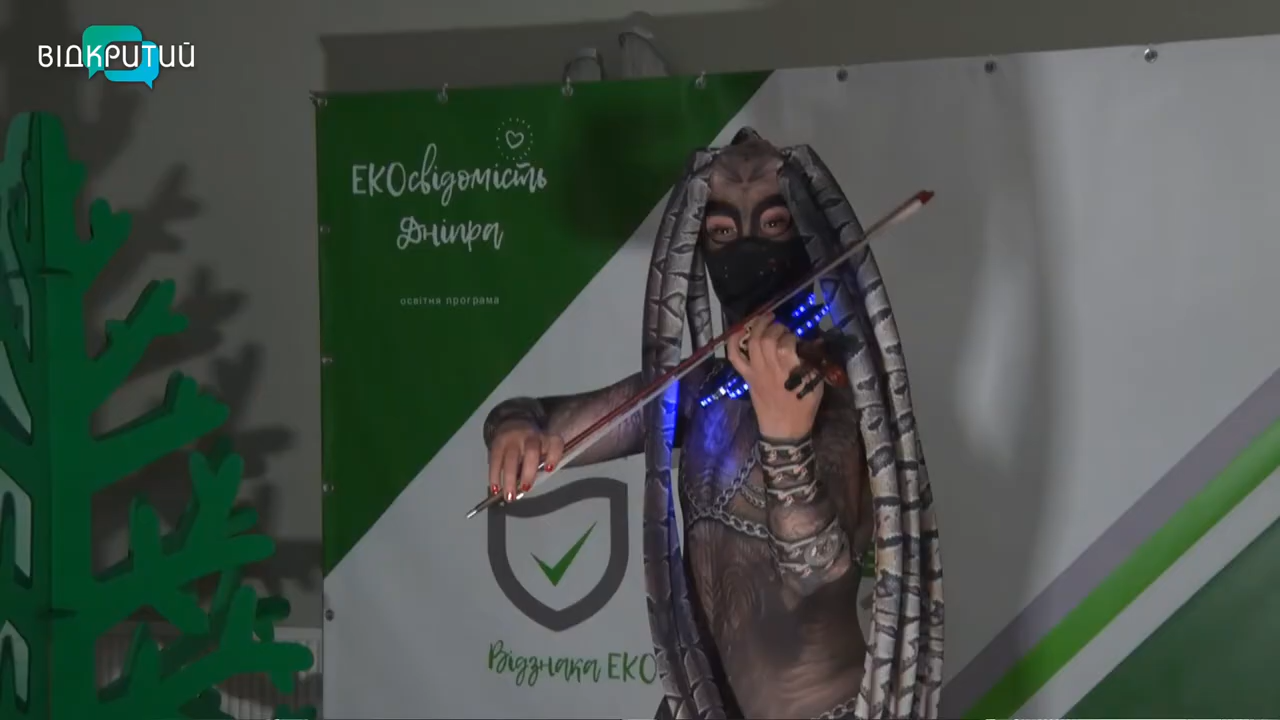 ВІДКРИТИЙ
ЕКОсвідомість
Дніпра
освітня програма
Відзнака ЕКО